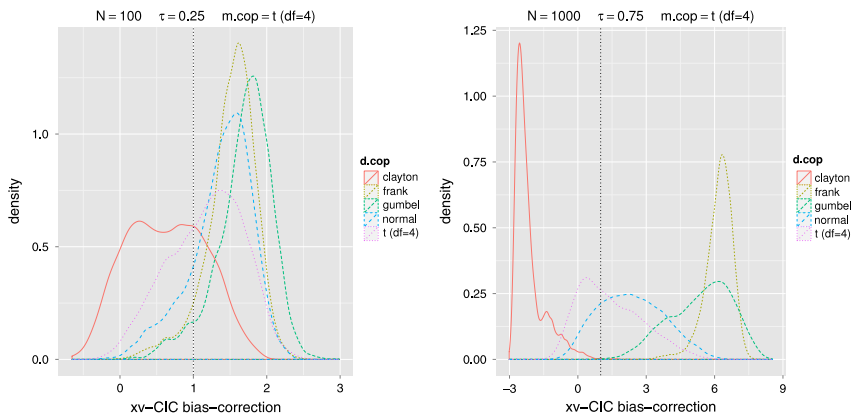 N = 100 τ = 0.25 m.cop = t (df=4)
density
0.0
0.5
1.0
0 1 2 3
xv−CIC bias−correction
d.cop
clayton
frank
gumbel
normal
t (df=4)
N = 1000 τ = 0.75 m.cop = t (df=4)
density
0.00
0.25
0.50
0.75
1.00
1.25
−3 0 3 6 9
xv−CIC bias−correction
d.cop
clayton
frank
gumbel
normal
t (df=4)